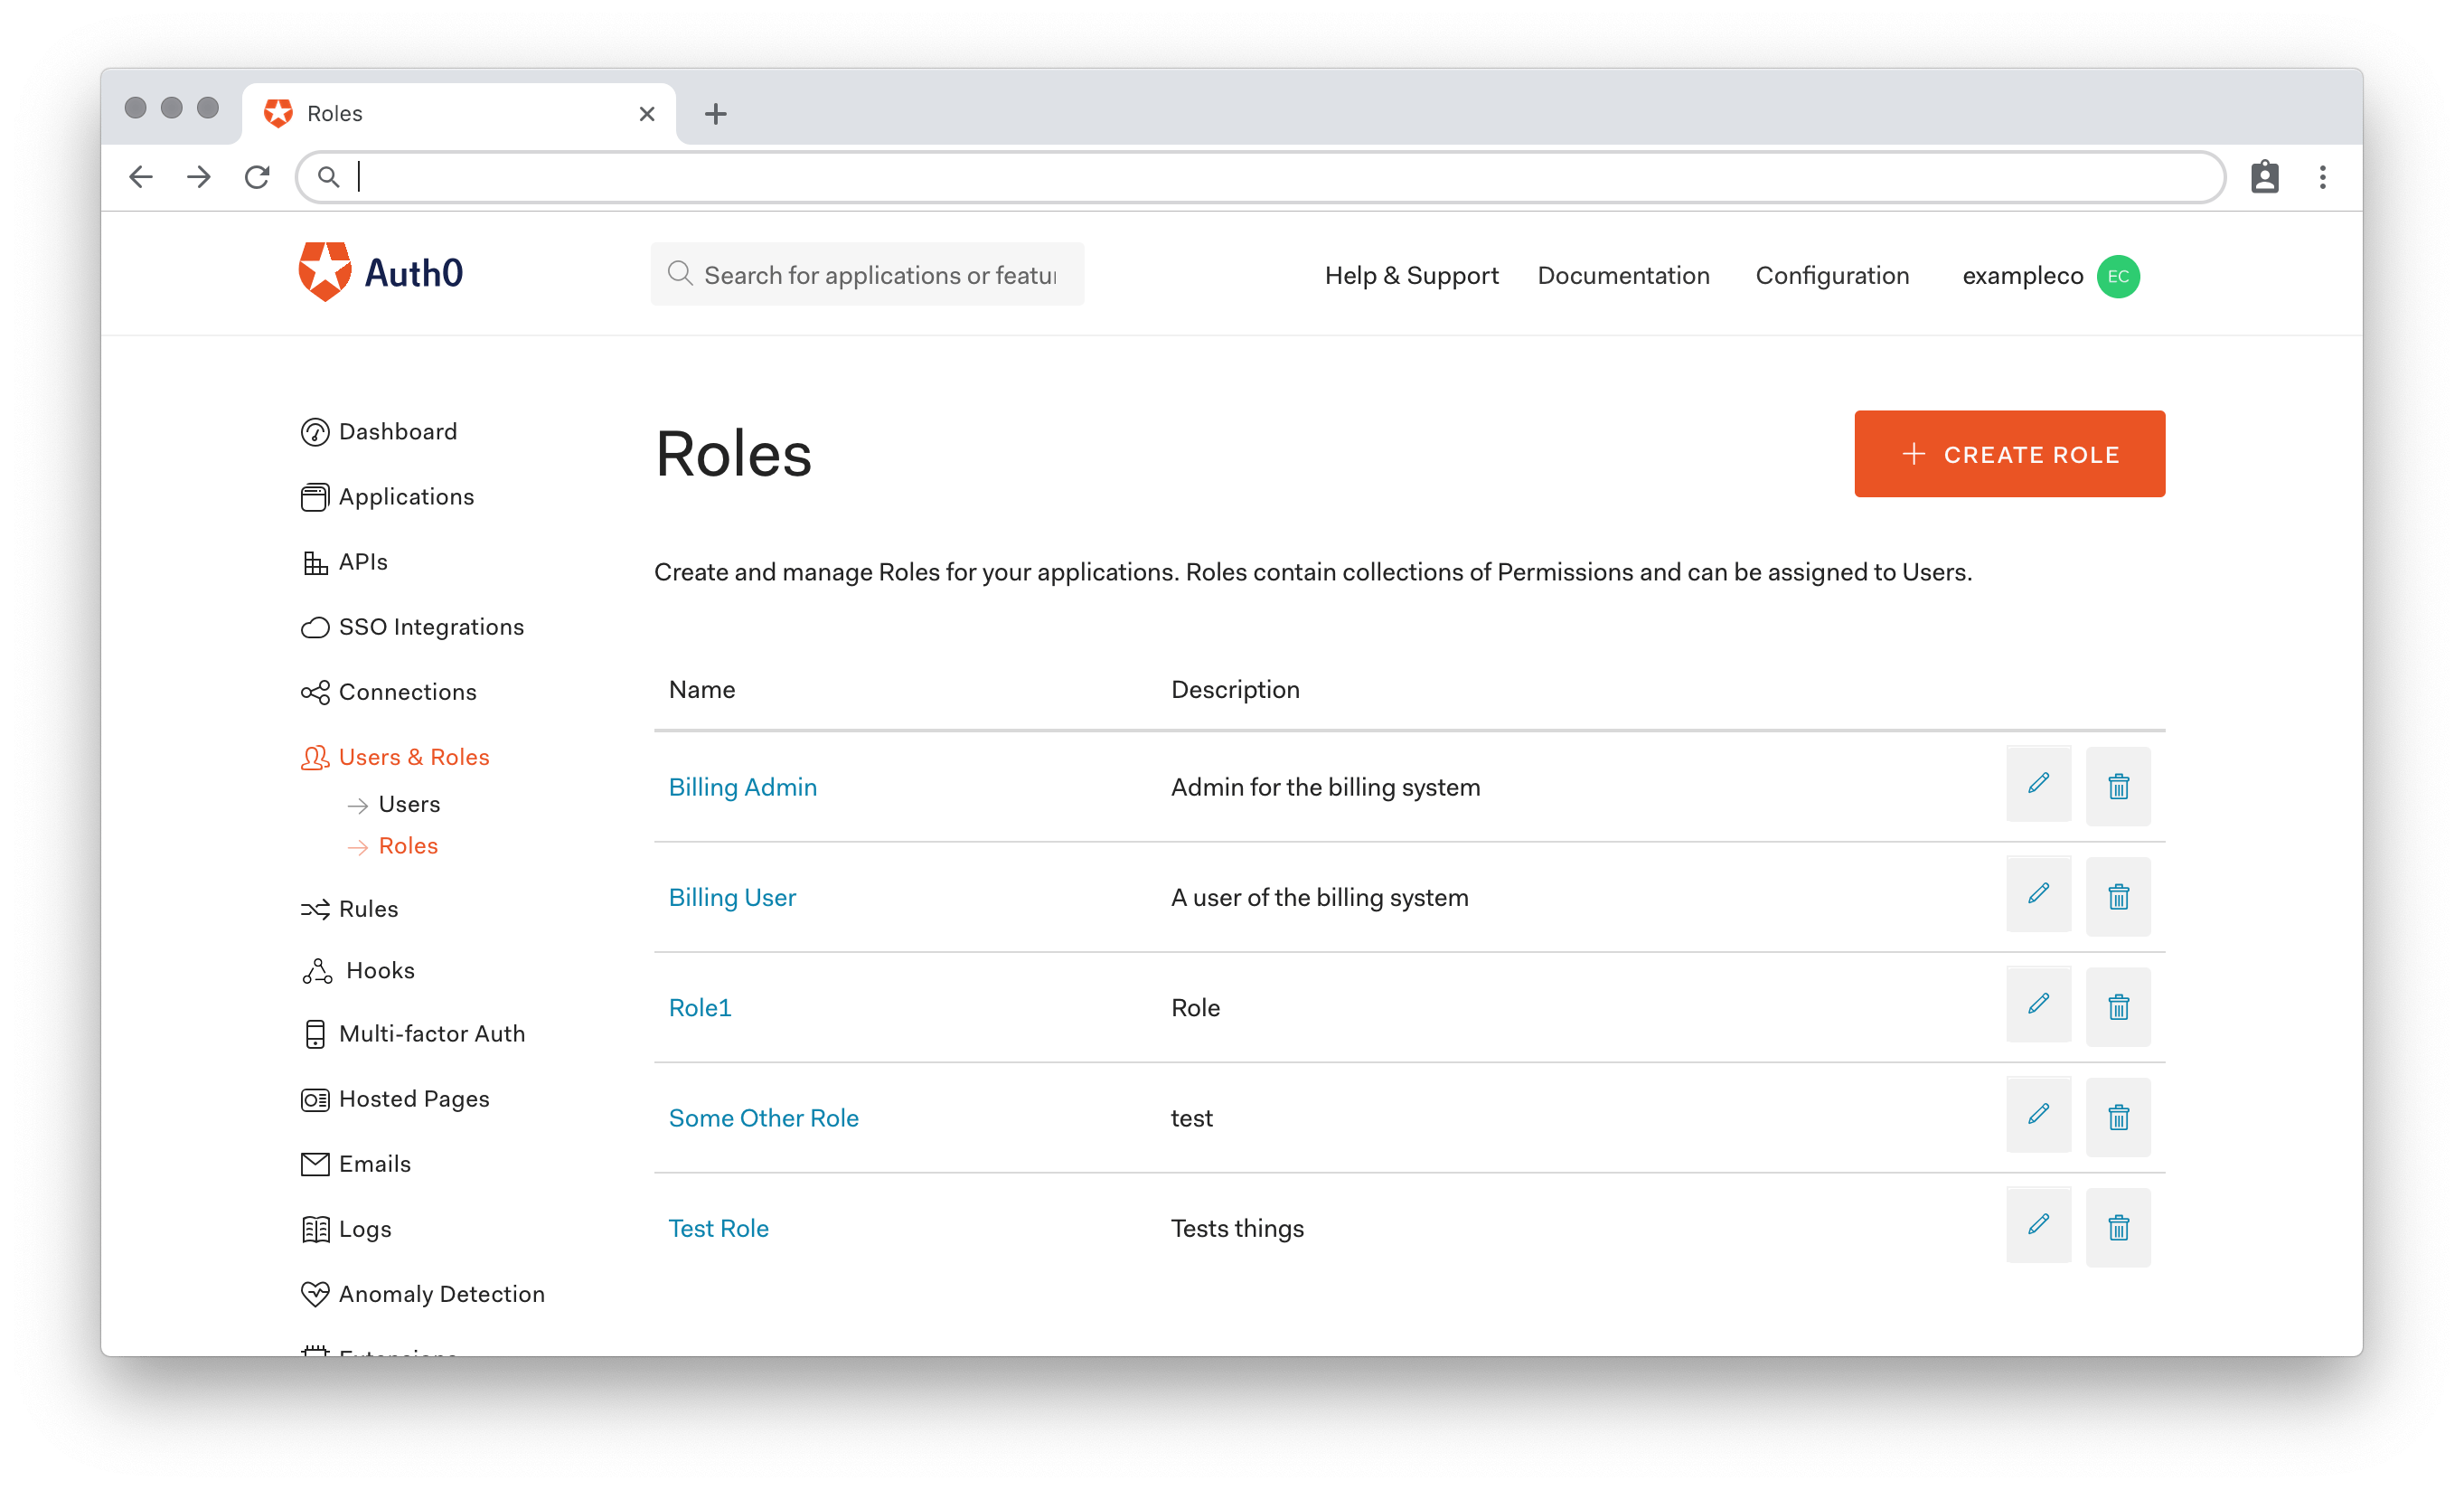 Roles
Auth0
Search for applications or featur
Help & Support
Documentation
Configuration
exampleco
EC
Dashboard
Applications
APIs
SSO Integrations
Connections
Users & Roles
Users
Roles
Rules
Hooks
Multi-factor Auth
Hosted Pages
Emails
Logs
Anomaly Detection
Extensions
Roles
CREATE ROLE
Create and manage Roles for your applications. Roles contain collections of Permissions and can be assigned to Users.
Name Description
Billing Admin Admin for the billing system
Billing User A user of the billing system
Role1 Role
Some Other Role test
Test Role Tests things